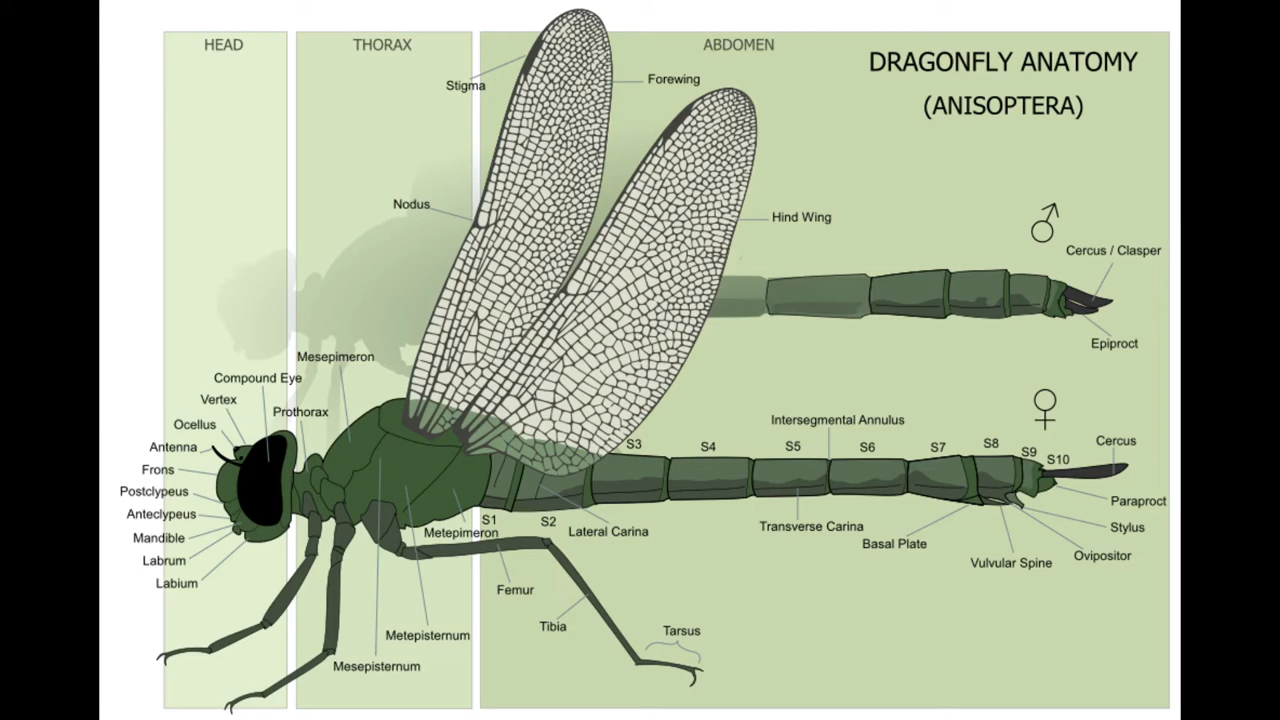 HEAD
THORAX
ABDOMEN
DRAGONFLY ANATOMY
(ANISOPTERA)
Stigma
Forewing
Nodus
Hind Wing
Cercus / Clasper
Epiproct
Mesepimeron
Compound Eye
Vertex
Prothorax
Ocellus
Antenna
Frons
Postclypeus
Anteclypeus
Mandible
Labrum
Labium
Intersegmental Annulus
S3
S4
S5
S6
S7
S8
S9
S10
Cercus
Paraproct
Stylus
Ovipositor
Vulvular Spine
Basal Plate
Transverse Carina
Lateral Carina
S1
S2
Metepimeron
Femur
Tibia
Tarsus
Metepisternum
Mesepisternum